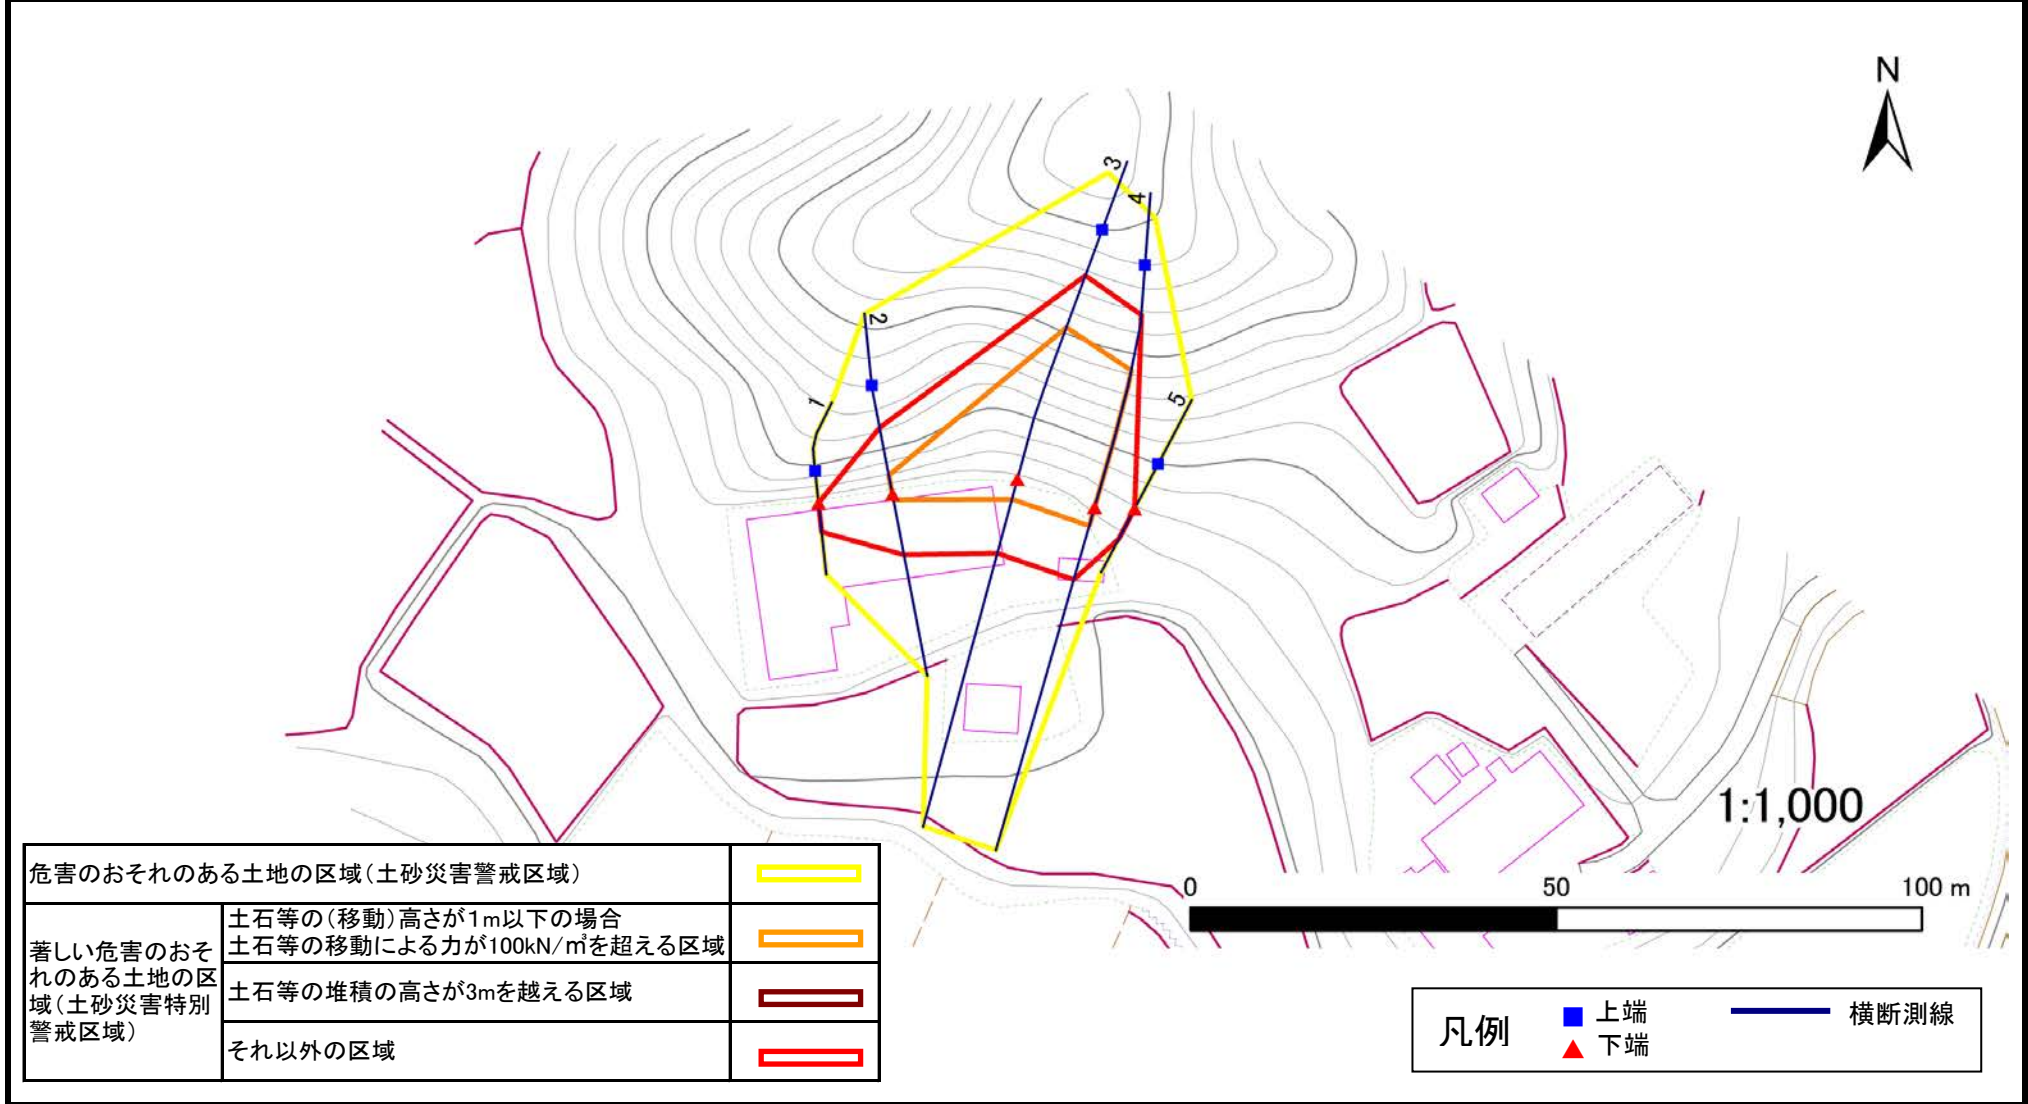 N
3
4
2
1
5
1:1,000
0 50 100 m
危害のおそれのある土地の区域(土砂災害警戒区域)
著しい危害のおそ
れのある土地の区
域(土砂災害特別
警戒区域)
土石等の(移動)高さが1m以下の場合
土石等の移動による力が100kN/㎡を超える区域
土石等の堆積の高さが3mを越える区域
それ以外の区域
凡例
上端
下端
横断測線